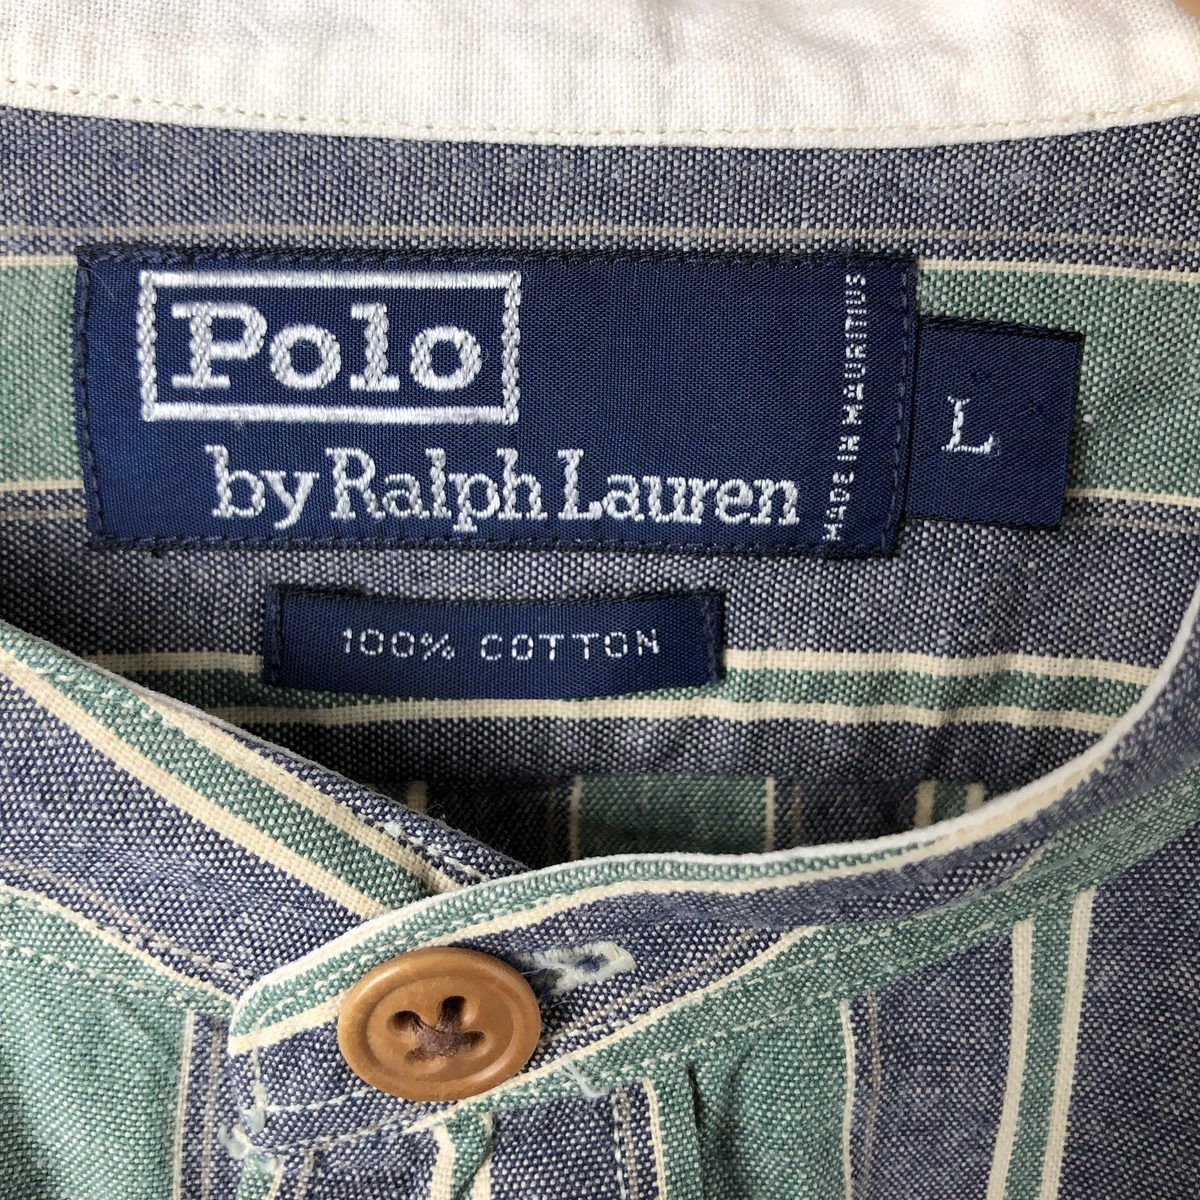 Polo
by Ralph Lauren
MADE IN MAURITIUS
L
100% COTTON